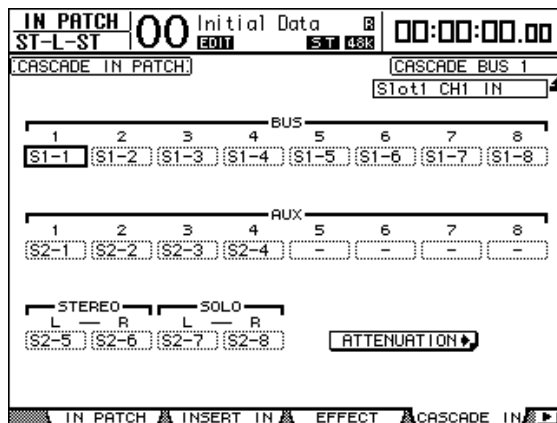 IN PATCH
ST-L-ST
00
Initial Data
EDIT
ST 48K
00:00:00.00
CASCADE IN PATCH
CASCADE BUS 1
Slot1 CH1 IN
BUS
1 2 3 4 5 6 7 8
S1-1 S1-2 S1-3 S1-4 S1-5 S1-6 S1-7 S1-8
AUX
1 2 3 4 5 6 7 8
S2-1 S2-2 S2-3 S2-4 - - - -
STEREO SOLO
L — R L — R
S2-5 S2-6 S2-7 S2-8
ATTENUATION
IN PATCH INSERT IN EFFECT CASCADE IN